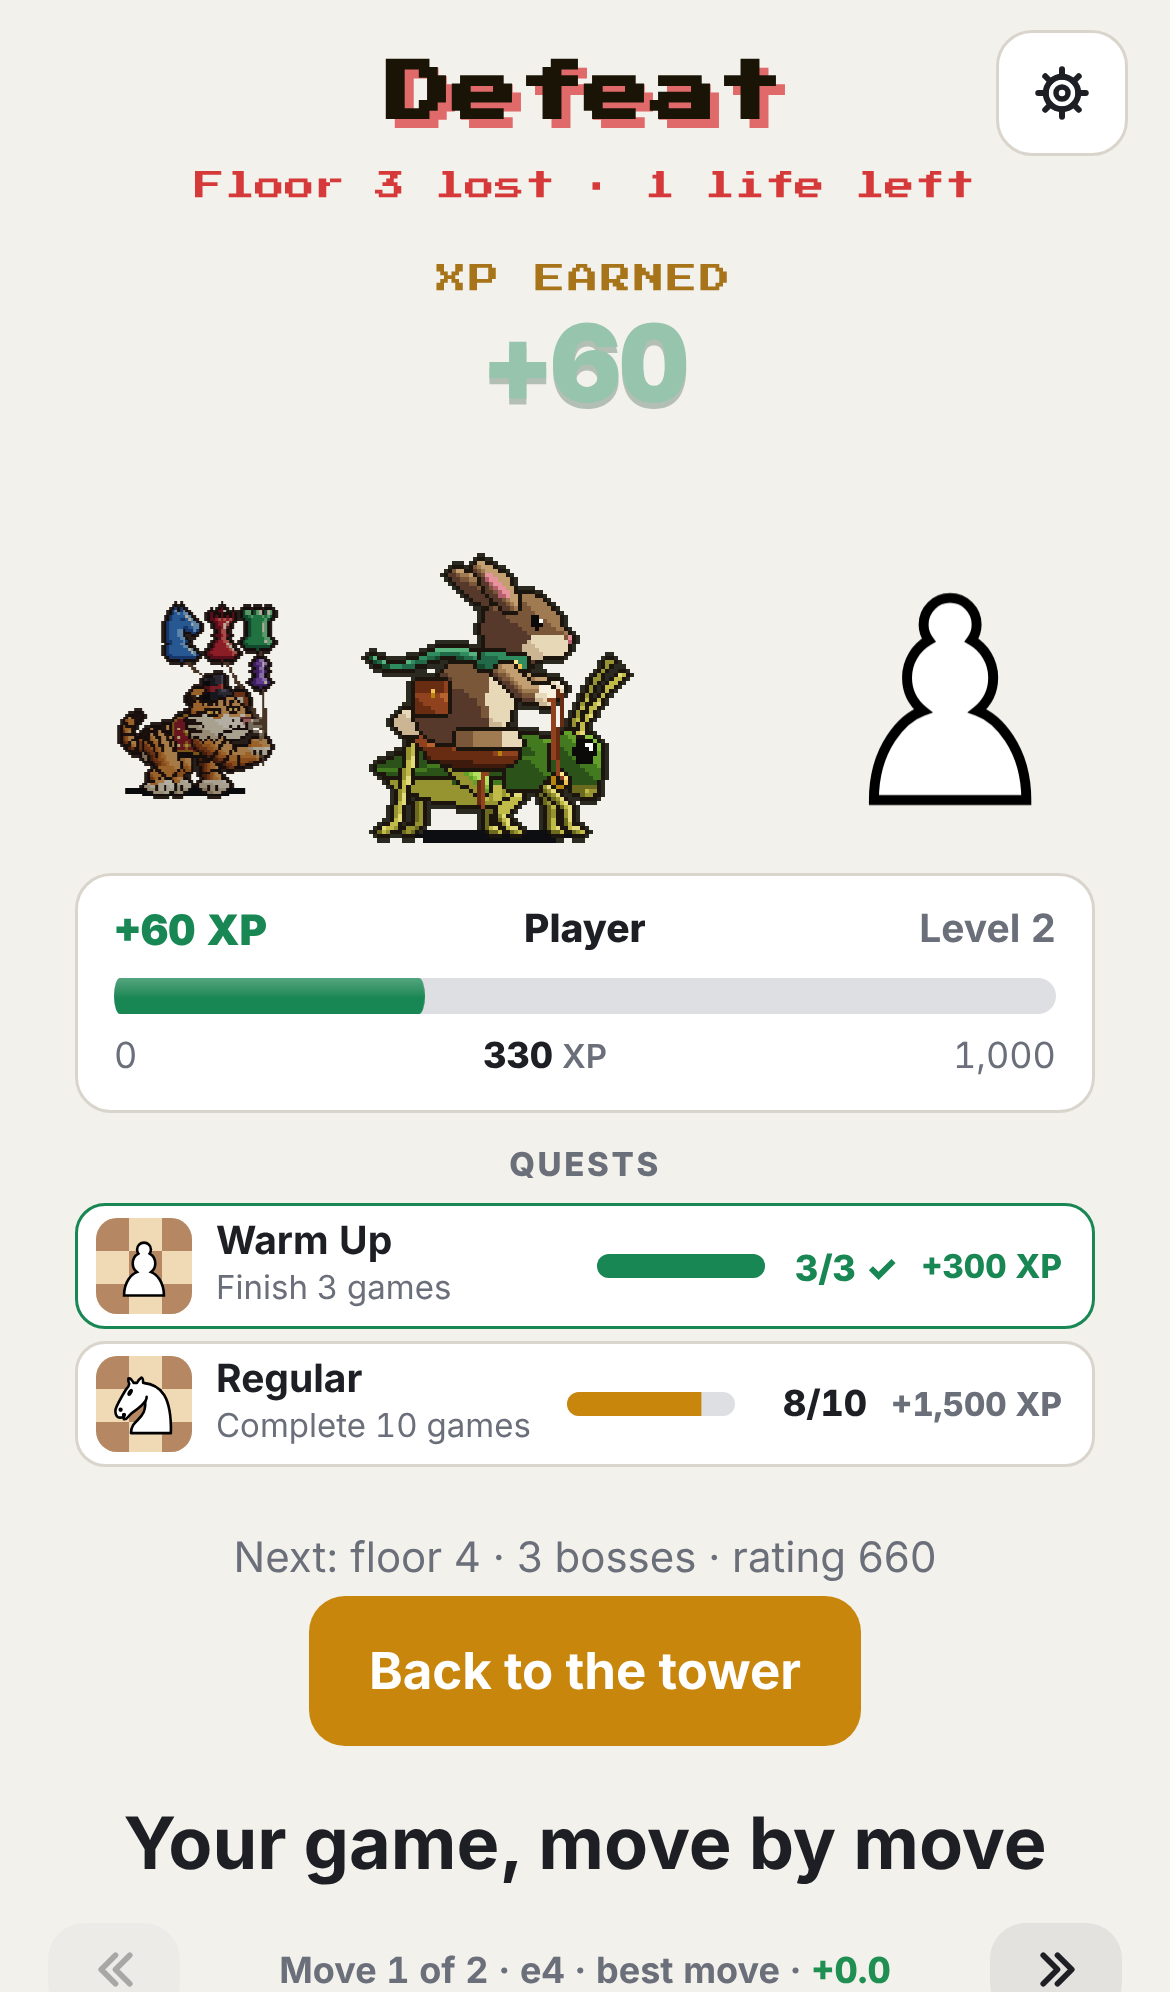 Defeat
Floor 3 lost · 1 life left
XP EARNED
+60
+60 XP Player Level 2
0 330 XP 1,000
QUESTS
Warm Up
Finish 3 games
3/3 ✓ +300 XP
Regular
Complete 10 games
8/10 +1,500 XP
Next: floor 4 · 3 bosses · rating 660
Back to the tower
Your game, move by move
Move 1 of 2 · e4 · best move · +0.0